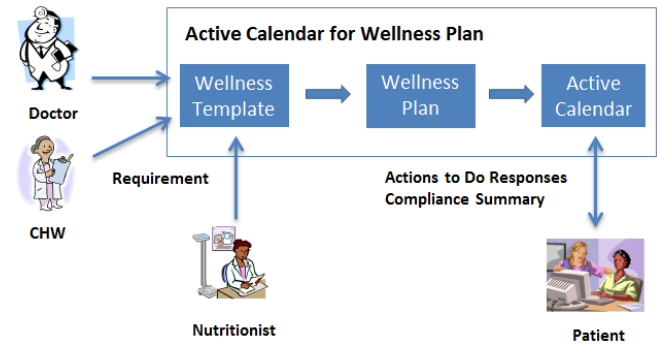 Active Calendar for Wellness Plan
Wellness
Template
Wellness
Plan
Active
Calendar
Doctor
Requirement
CHW
Actions to Do Responses
Compliance Summary
Nutritionist
Patient